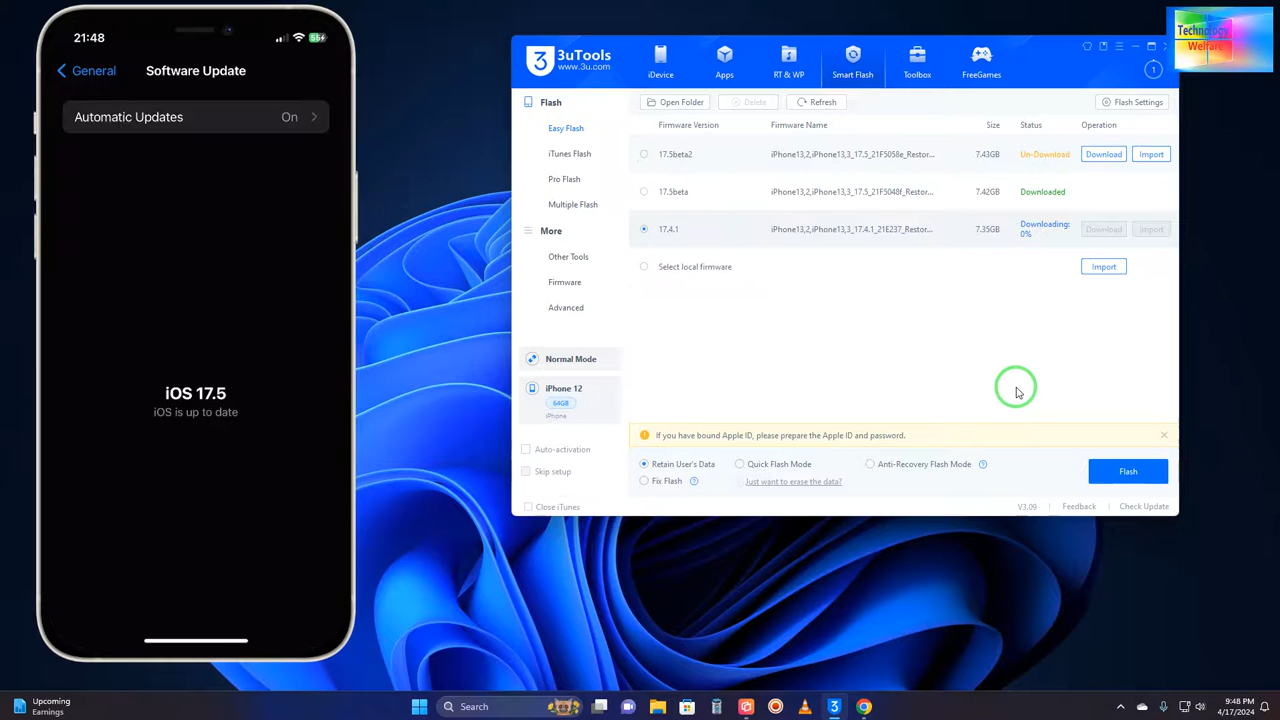 21:48
55
General
Software Update
Automatic Updates
On
iOS 17.5
iOS is up to date
3
3uTools
www.3u.com
iDevice
Apps
RT & WP
Smart Flash
Toolbox
FreeGames
1
Technology
Welfare
Flash
Easy Flash
iTunes Flash
Pro Flash
Multiple Flash
More
Other Tools
Firmware
Advanced
Normal Mode
iPhone 12
64GB
iPhone
Auto-activation
Skip setup
Close iTunes
Open Folder
Delete
Refresh
Flash Settings
Firmware Version
Firmware Name
Size
Status
Operation
17.5beta2
iPhone13,2,iPhone13,3_17.5_21F5058e_Restor...
7.43GB
Un-Download
Download
Import
17.5beta
iPhone13,2,iPhone13,3_17.5_21F5048f_Restor...
7.42GB
Downloaded
17.4.1
iPhone13,2,iPhone13,3_17.4.1_21E237_Restor...
7.35GB
Downloading:
0%
Download
Import
Select local firmware
Import
If you have bound Apple ID, please prepare the Apple ID and password.
Retain User's Data
Quick Flash Mode
Anti-Recovery Flash Mode
Fix Flash
Just want to erase the data?
Flash
V3.09
Feedback
Check Update
Upcoming
Earnings
Search
3
9:48 PM
4/17/2024